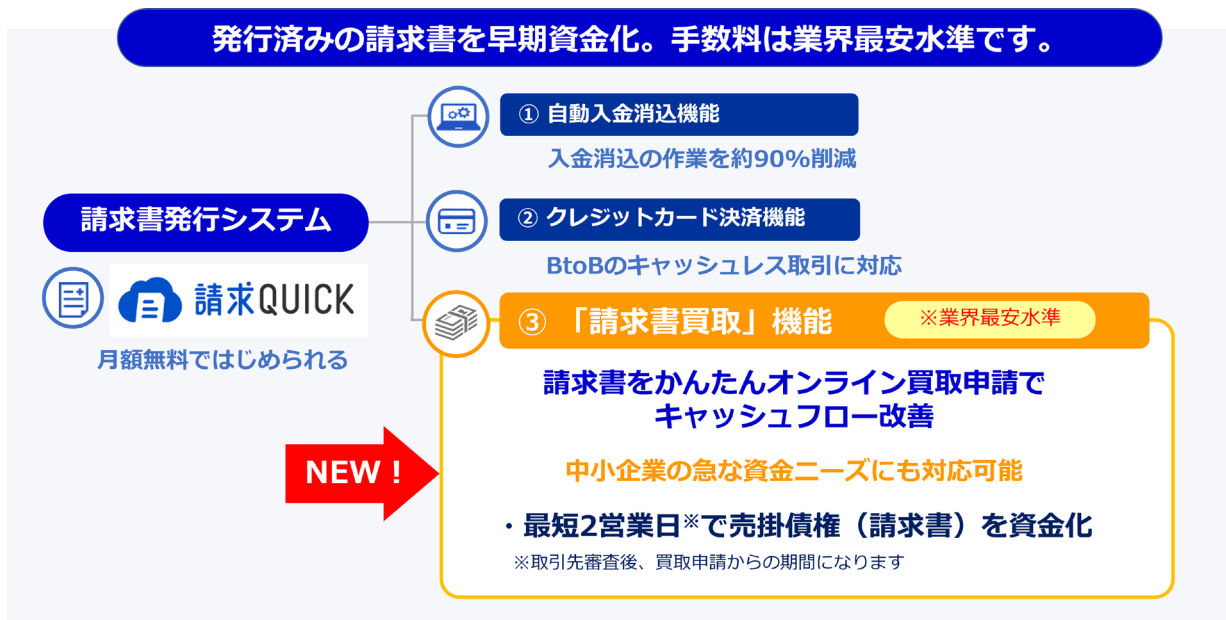 発行済みの請求書を早期資金化。手数料は業界最安水準です。
① 自動入金消込機能
入金消込の作業を約90%削減
請求書発行システム
② クレジットカード決済機能
BtoBのキャッシュレス取引に対応
請求QUICK
月額無料ではじめられる
③ 「請求書買取」機能
※業界最安水準
請求書をかんたんオンライン買取申請で
キャッシュフロー改善
NEW！
中小企業の急な資金ニーズにも対応可能
・最短2営業日※で売掛債権（請求書）を資金化
※取引先審査後、買取申請からの期間になります